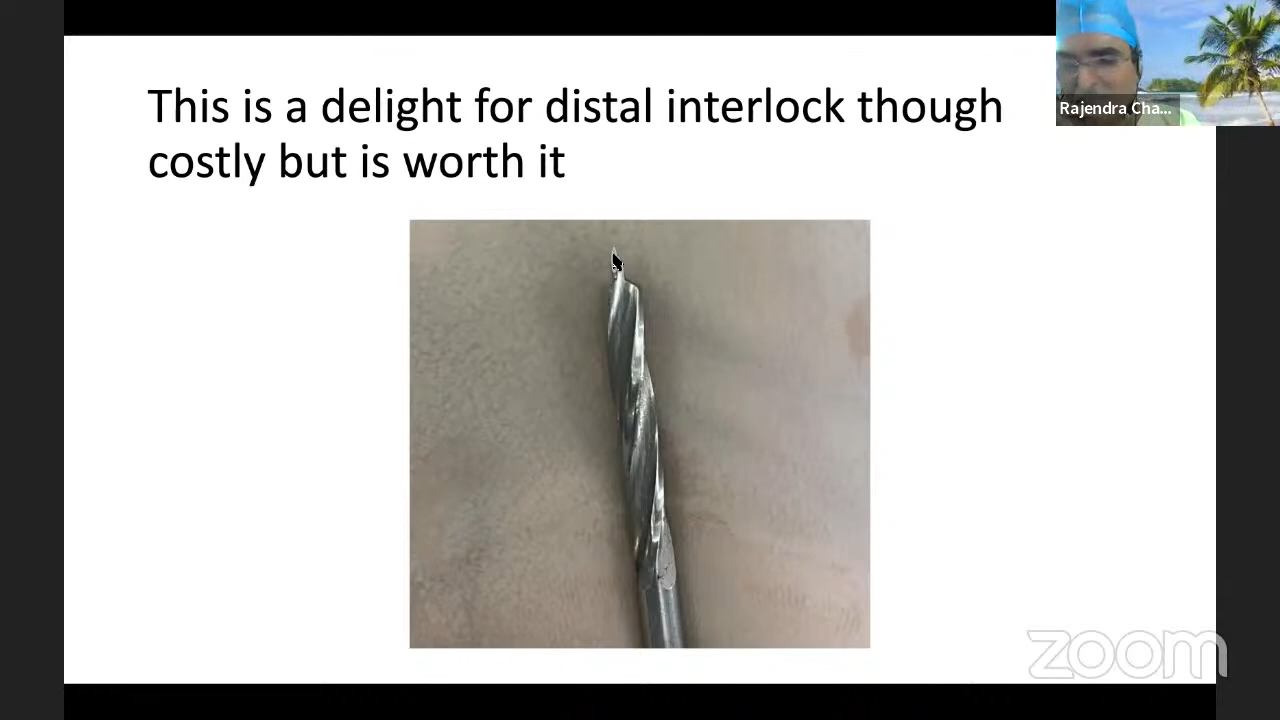 This is a delight for distal interlock though
costly but is worth it
Rajendra Cha...
zoom